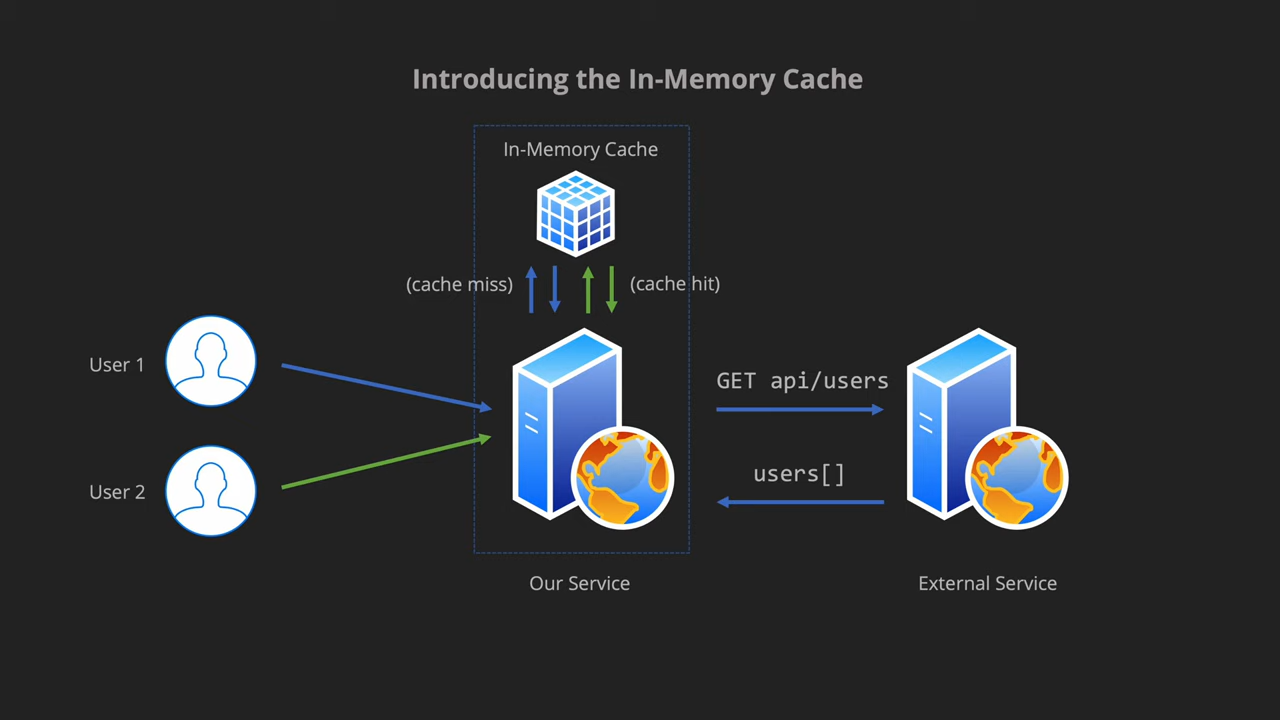 Introducing the In-Memory Cache
In-Memory Cache
(cache miss)
(cache hit)
User 1
GET api/users
users[]
User 2
Our Service
External Service